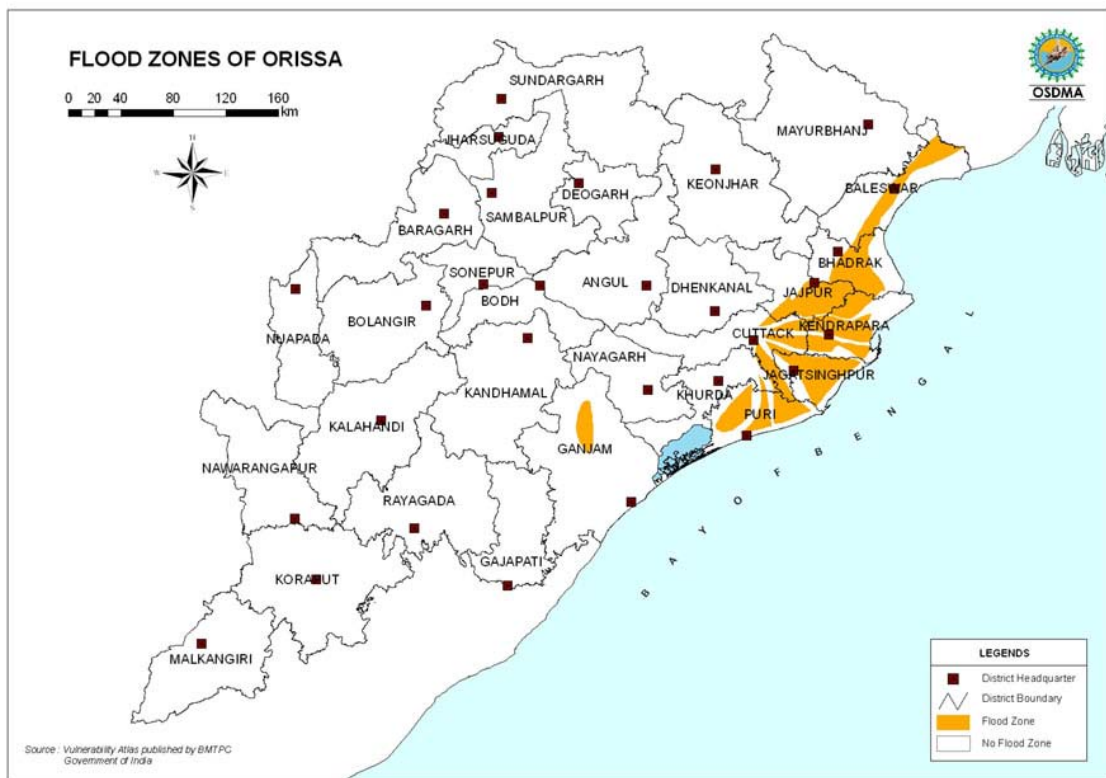 FLOOD ZONES OF ORISSA
0 20 40 80 120 160
km
N
W E
S
OSDMA
SUNDARGARH
JHARSUGUDA
MAYURBHANJ
KEONJHAR
DEOGARH
BALESWAR
SAMBALPUR
BARAGARH
BHADRAK
SONEPUR
ANGUL
DHENKANAL
JAJPUR
BODH
BOLANGIR
NUAPADA
CUTTACK
KENDRAPARA
NAYAGARH
JAGATSINGHPUR
KANDHAMAL
KHURDA
PURI
KALAHANDI
GANJAM
NAWARANGAPUR
RAYAGADA
GAJAPATI
KORAPUT
MALKANGIRI
BAY OF BENGAL
LEGENDS
District Headquarter
District Boundary
Flood Zone
No Flood Zone
Source : Vulnerability Atlas published by BMTPC
Government of India